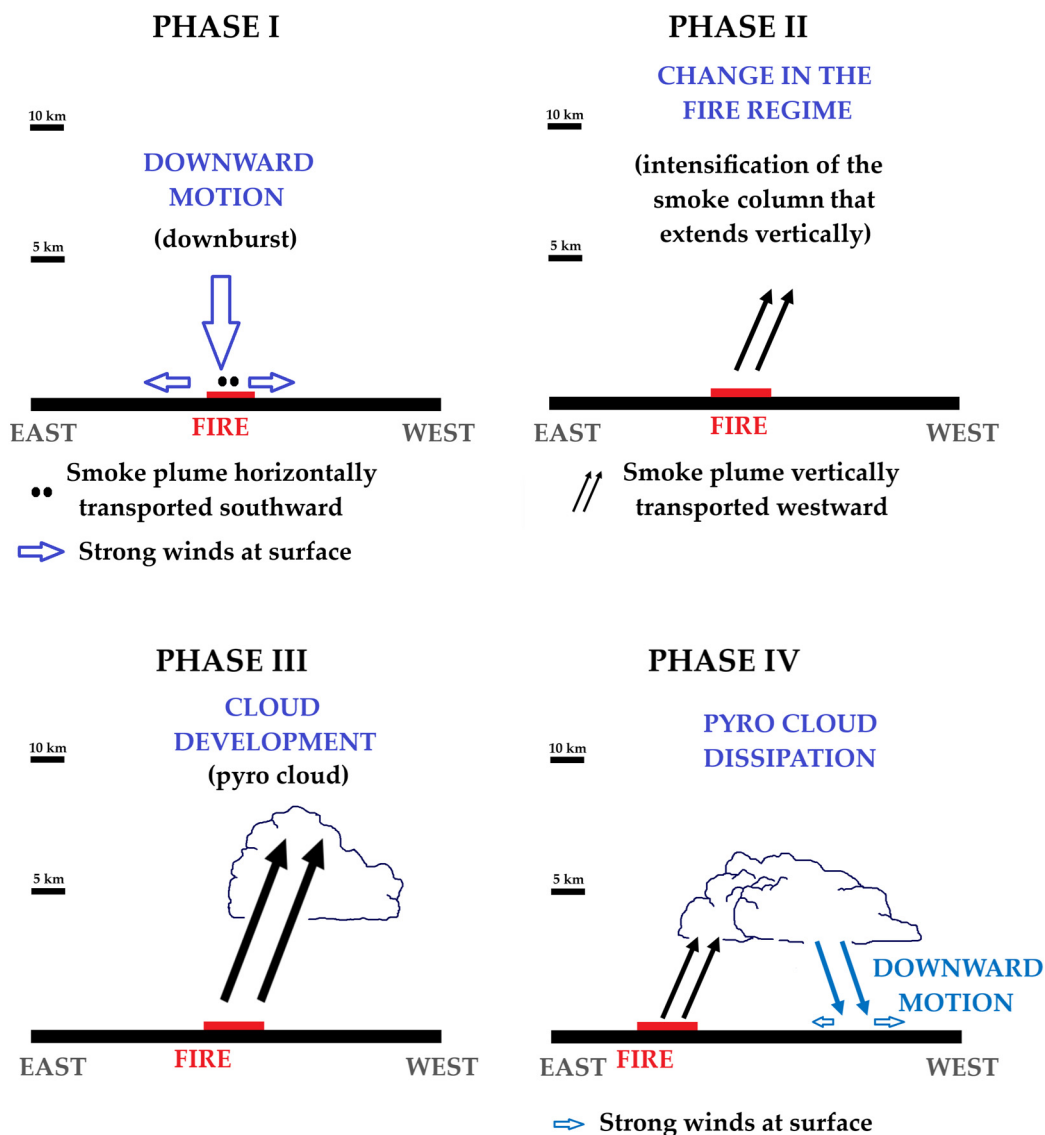 PHASE I
10 km
DOWNWARD
MOTION
(downburst)
5 km
EAST
FIRE
WEST
Smoke plume horizontally
transported southward
Strong winds at surface
PHASE II
CHANGE IN THE
FIRE REGIME
10 km
(intensification of the
smoke column that
extends vertically)
5 km
EAST
FIRE
WEST
Smoke plume vertically
transported westward
PHASE III
CLOUD
DEVELOPMENT
(pyro cloud)
10 km
5 km
EAST
FIRE
WEST
PHASE IV
PYRO CLOUD
DISSIPATION
10 km
5 km
DOWNWARD
MOTION
EAST
FIRE
WEST
Strong winds at surface